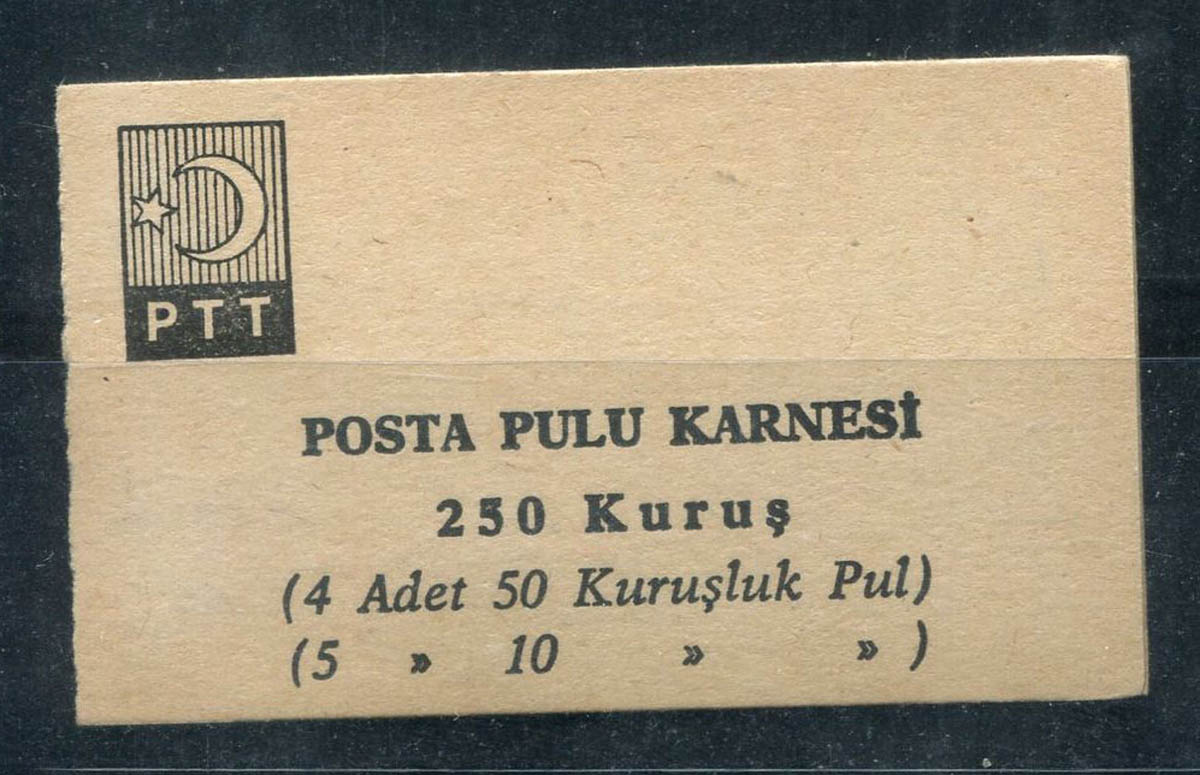 PTT
POSTA PULU KARNESİ
250 Kuruş
(4 Adet 50 Kuruşluk Pul)
(5 » 10 » » )